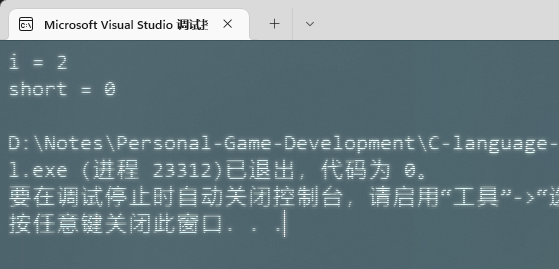 Microsoft Visual Studio 调试
i = 2
short = 0
D:\Notes\Personal-Game-Development\C-language-
l.exe (进程 23312)已退出，代码为 0。
要在调试停止时自动关闭控制台，请启用“工具”->“选
按任意键关闭此窗口. . .